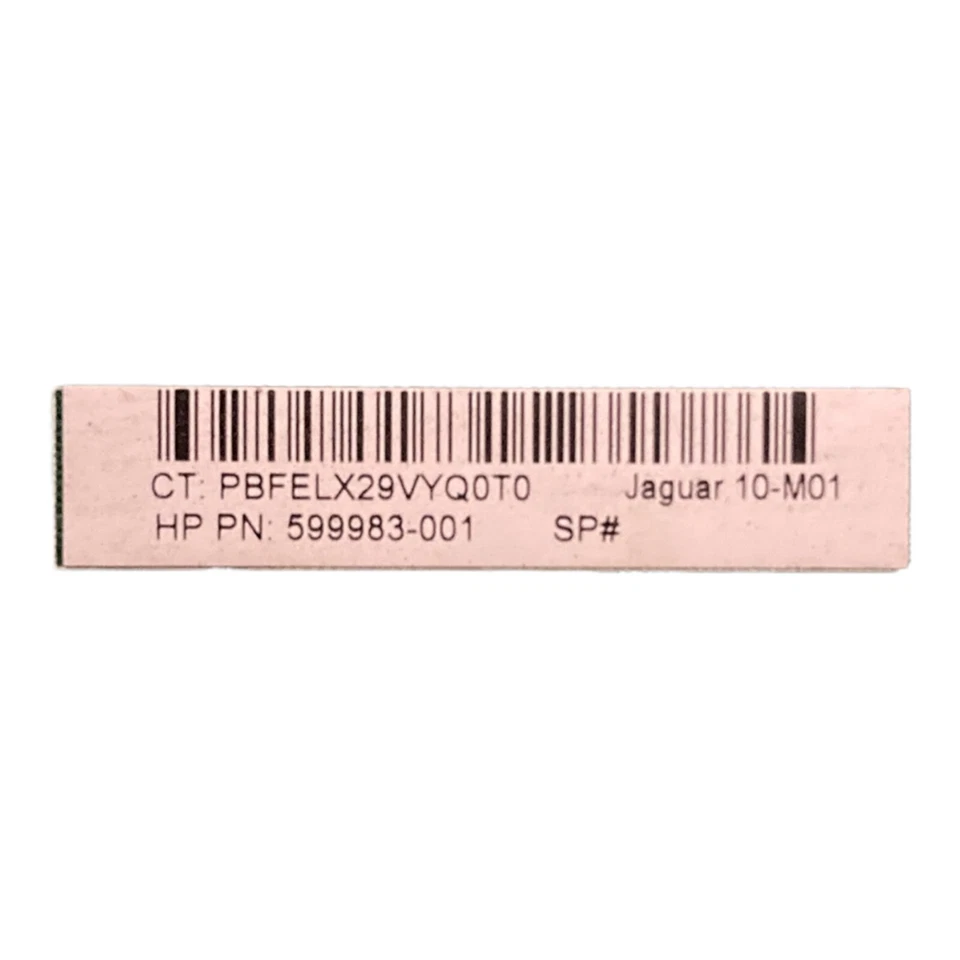 CT: PBFELX29VYQ0T0 Jaguar 10-M01
HP PN: 599983-001 SP#